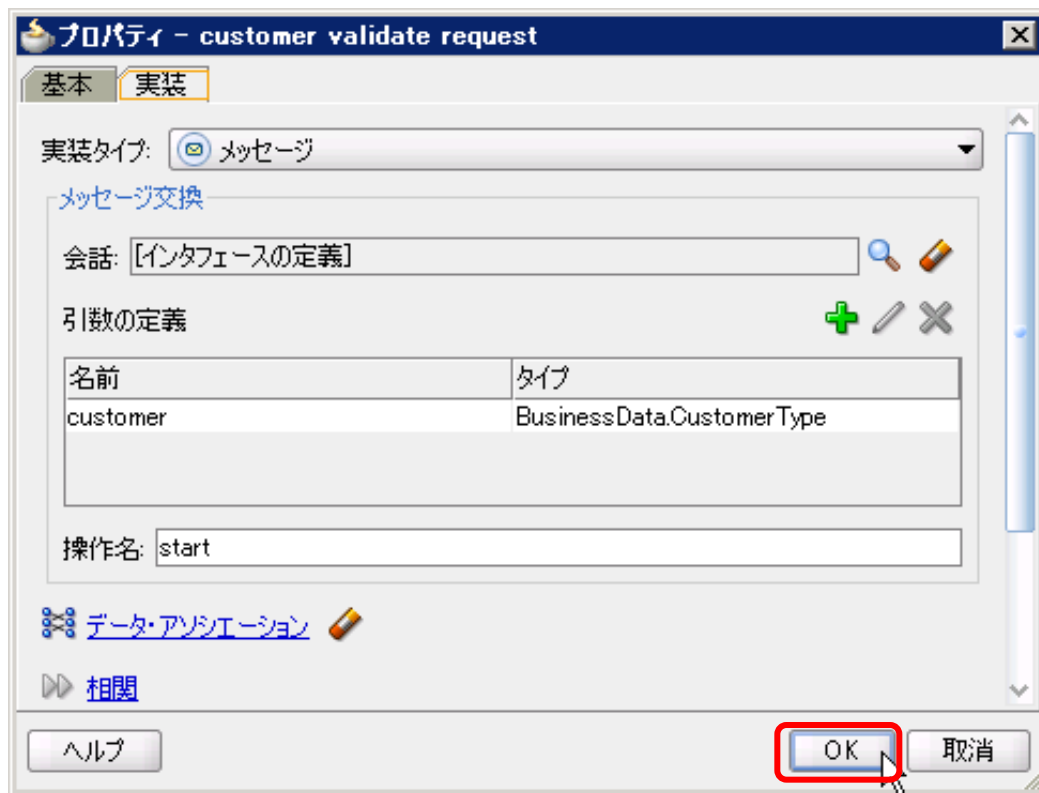 プロパティ - customer validate request
基本 実装
実装タイプ: メッセージ
メッセージ交換
会話: [インタフェースの定義]
引数の定義
名前 タイプ
customer BusinessData.CustomerType
操作名: start
データ・アソシエーション
相関
ヘルプ OK 取消